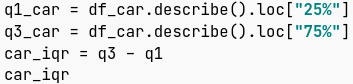 q1_car = df_car.describe().loc["25%"]
q3_car = df_car.describe().loc["75%"]
car_iqr = q3 - q1
car_iqr